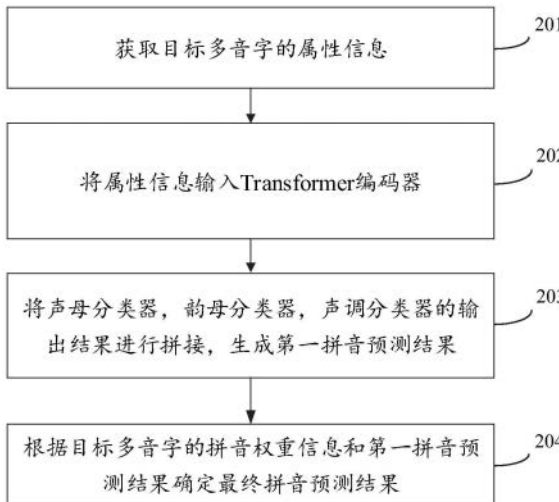 获取目标多音字的属性信息
201
将属性信息输入Transformer编码器
202
将声母分类器，韵母分类器，声调分类器的输
出结果进行拼接，生成第一拼音预测结果
203
根据目标多音字的拼音权重信息和第一拼音预
测结果确定最终拼音预测结果
204